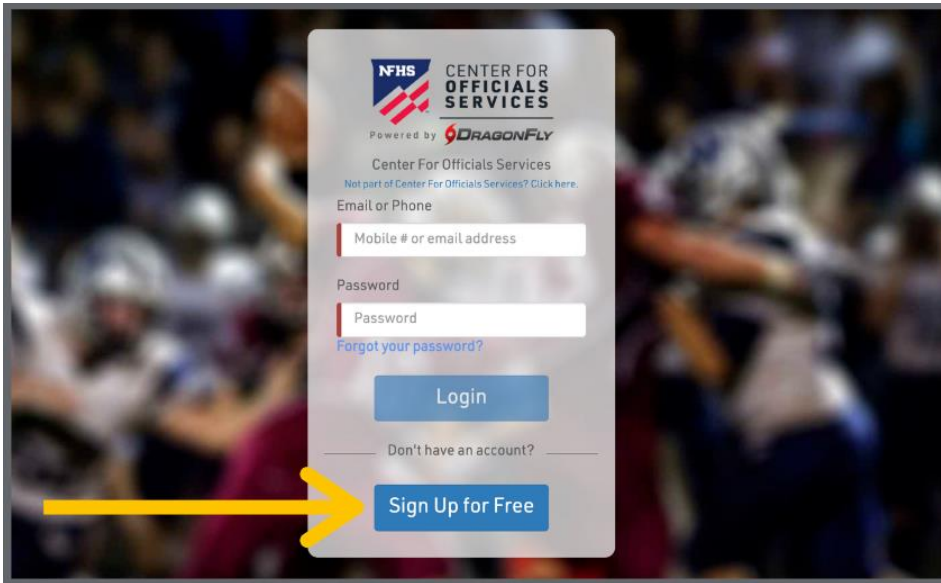 NFHS
CENTER FOR
OFFICIALS
SERVICES
Powered by DRAGONFLY
Center For Officials Services
Not part of Center For Officials Services? Click here.
Email or Phone
Mobile # or email address
Password
Password
Forgot your password?
Login
Don't have an account?
Sign Up for Free